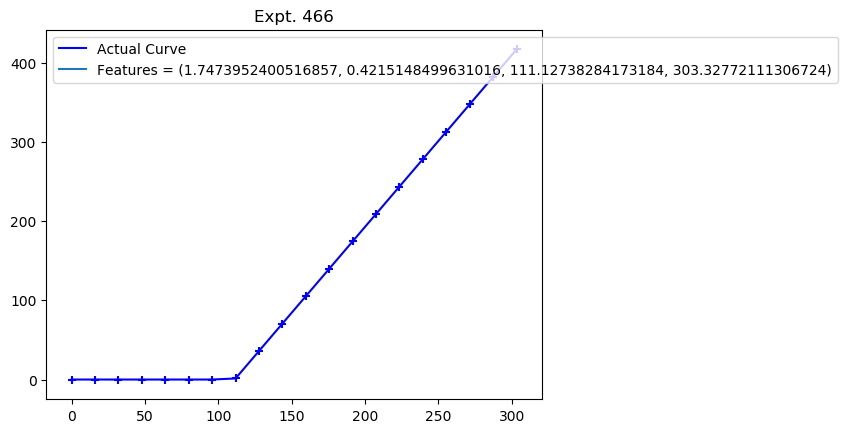 Expt. 466
Actual Curve
Features = (1.7473952400516857, 0.4215148499631016, 111.12738284173184, 303.32772111306724)
400
300
200
100
0
0 50 100 150 200 250 300